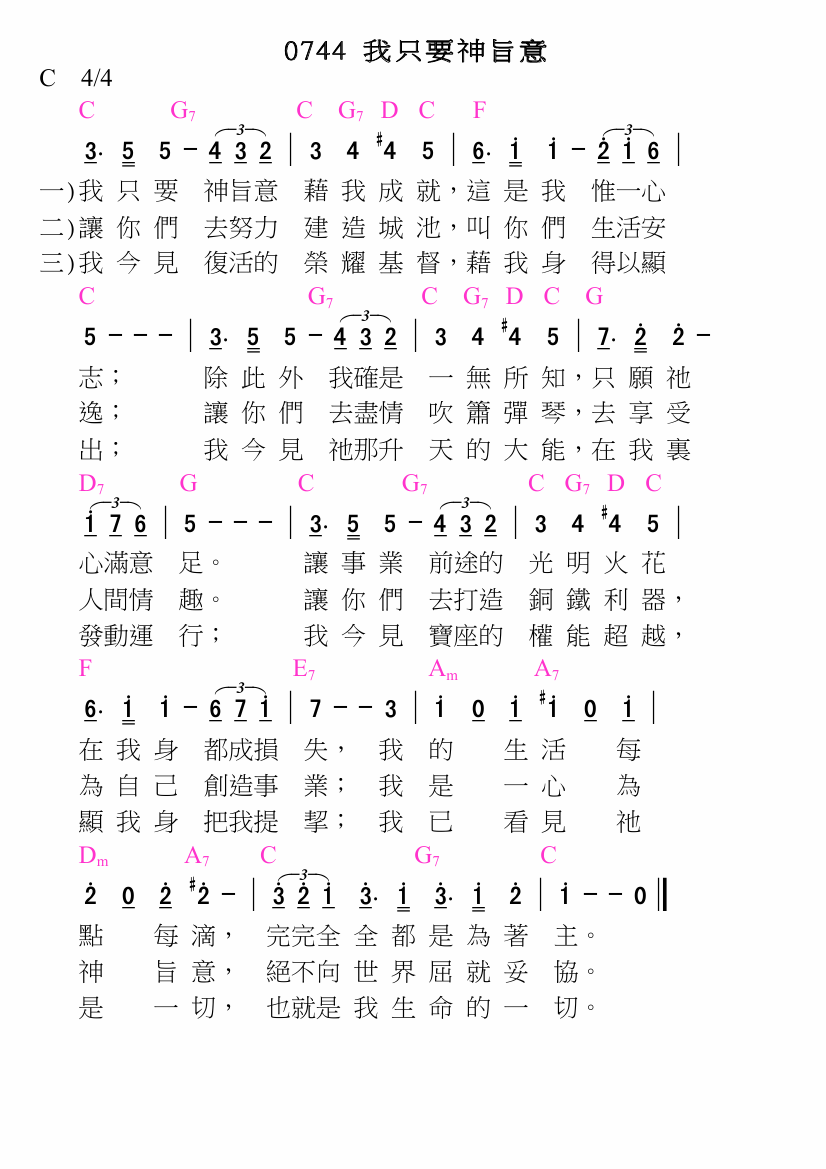 0744 我只要神旨意
C 4/4
C G7 C G7 D C F
3. 5 5 - 4 3 2 | 3 4 #4 5 | 6. i i - 2̇ i 6 |
一)我 只 要 神旨意 藉 我 成 就，這 是 我 惟一心
二)讓 你 們 去努力 建 造 城 池，叫 你 們 生活安
三)我 今 見 復活的 榮 耀 基 督，藉 我 身 得以顯
C G7 C G7 D C G
5 - - - | 3. 5 5 - 4 3 2 | 3 4 #4 5 | 7. 2̇ 2̇ -
志； 除 此 外 我確是 一 無 所 知，只 願 祂
逸； 讓 你 們 去盡情 吹 簫 彈 琴，去 享 受
出； 我 今 見 祂那升 天 的 大 能，在 我 裏
D7 G C G7 C G7 D C
i 7 6 | 5 - - - | 3. 5 5 - 4 3 2 | 3 4 #4 5 |
心滿意 足。 讓 事 業 前途的 光 明 火 花
人間情 趣。 讓 你 們 去打造 銅 鐵 利 器，
發動運 行； 我 今 見 寶座的 權 能 超 越，
F E7 Am A7
6. i i - 6 7 i | 7 - - 3 | i 0 i #i 0 i |
在 我 身 都成損 失， 我 的 生 活 每
為 自 己 創造事 業； 我 是 一 心 為
顯 我 身 把我提 挈； 我 已 看 見 祂
Dm A7 C G7 C
2̇ 0 2̇ #2̇ - | 3̇ 2̇ i 3̇. i 3̇. i 2̇ | i - - 0 ‖
點 每 滴， 完完全 全 都 是 為 著 主。
神 旨 意， 絕不向 世 界 屈 就 妥 協。
是 一 切， 也就是 我 生 命 的 一 切。